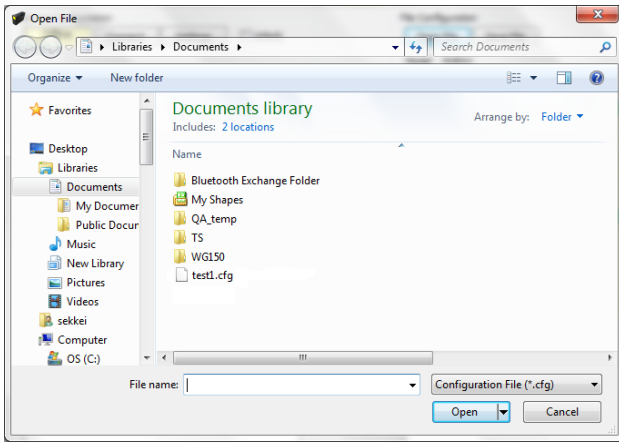 Open File
Libraries Documents
Search Documents
Organize New folder
Favorites
Desktop
Libraries
Documents
My Documer
Public Docur
Music
New Library
Pictures
Videos
sekkei
Computer
OS (C:)
Documents library
Includes: 2 locations
Arrange by: Folder
Name
Bluetooth Exchange Folder
My Shapes
QA_temp
TS
WG150
test1.cfg
File name:
Configuration File (*.cfg)
Open Cancel